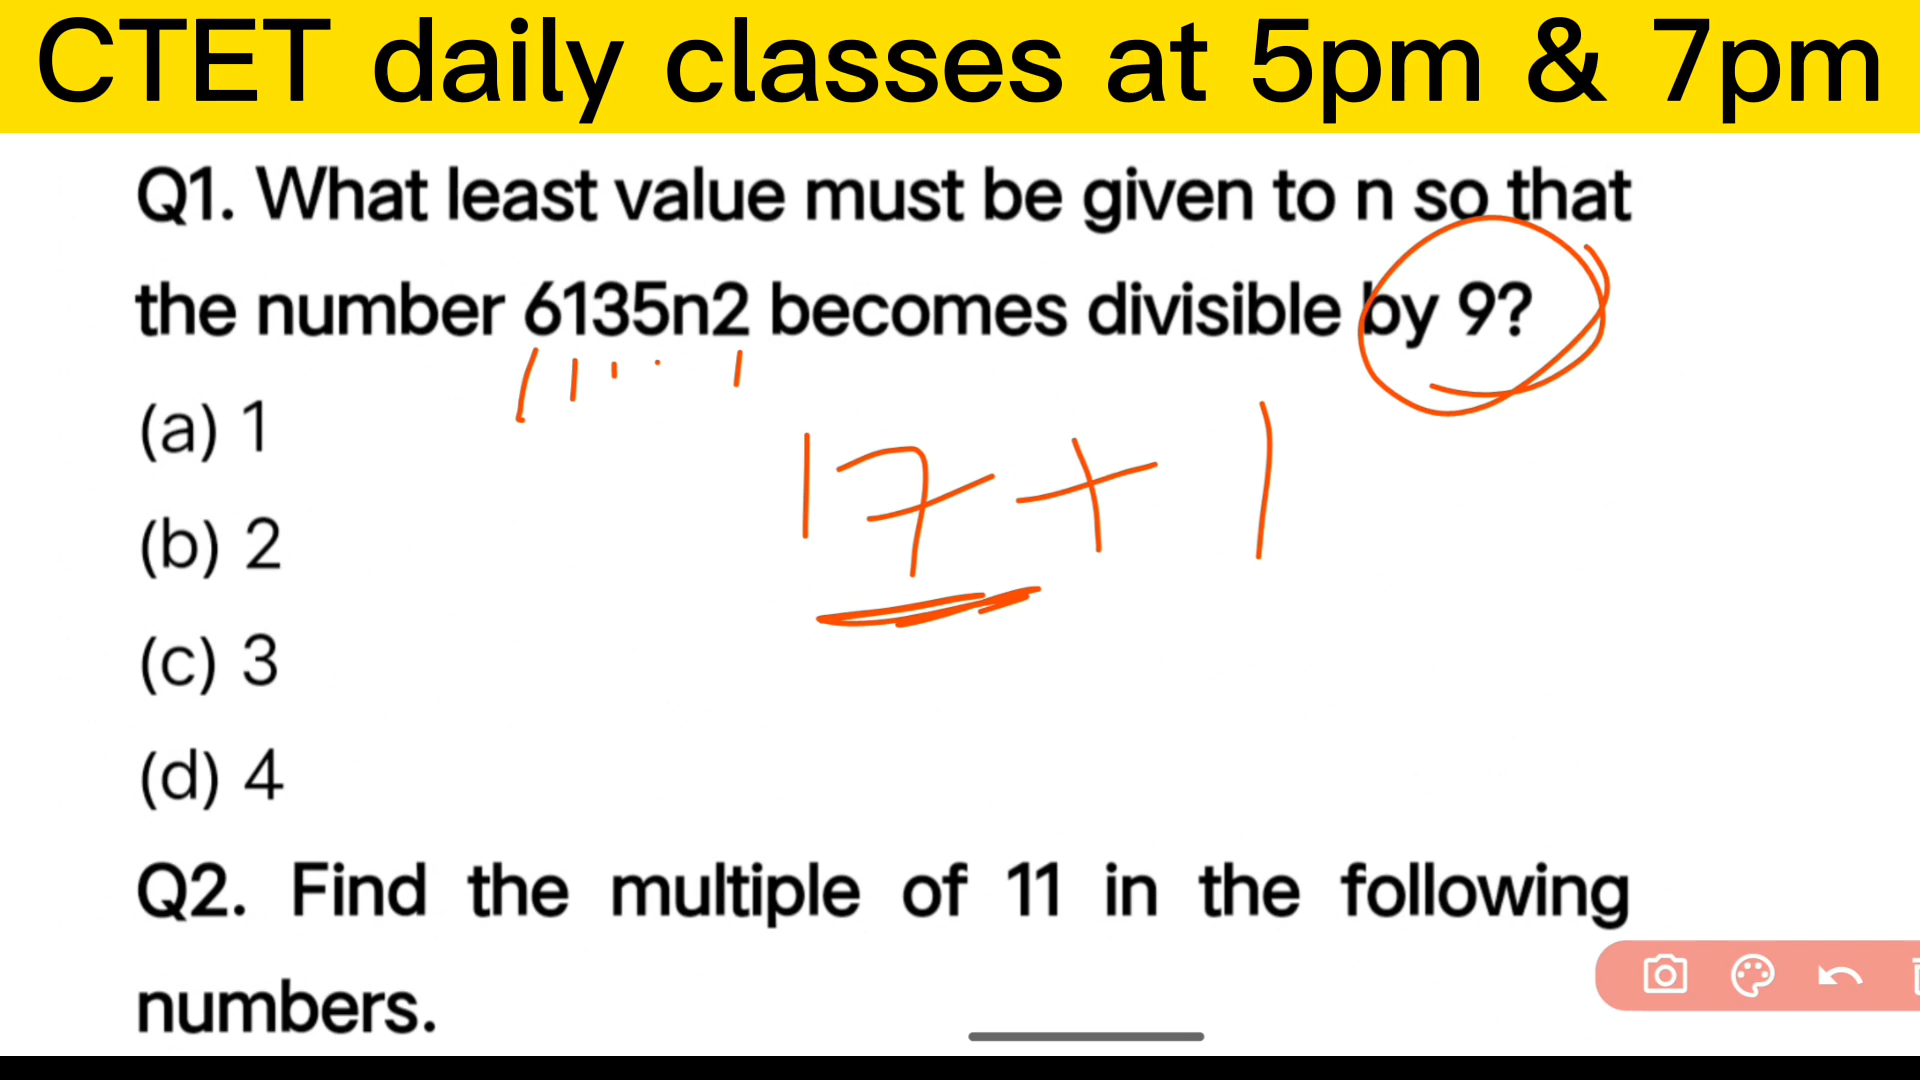 CTET daily classes at 5pm & 7pm
Q1. What least value must be given to n so that
the number 6135n2 becomes divisible by 9?
(a) 1
17 + 1
(b) 2
(c) 3
(d) 4
Q2. Find the multiple of 11 in the following
numbers.